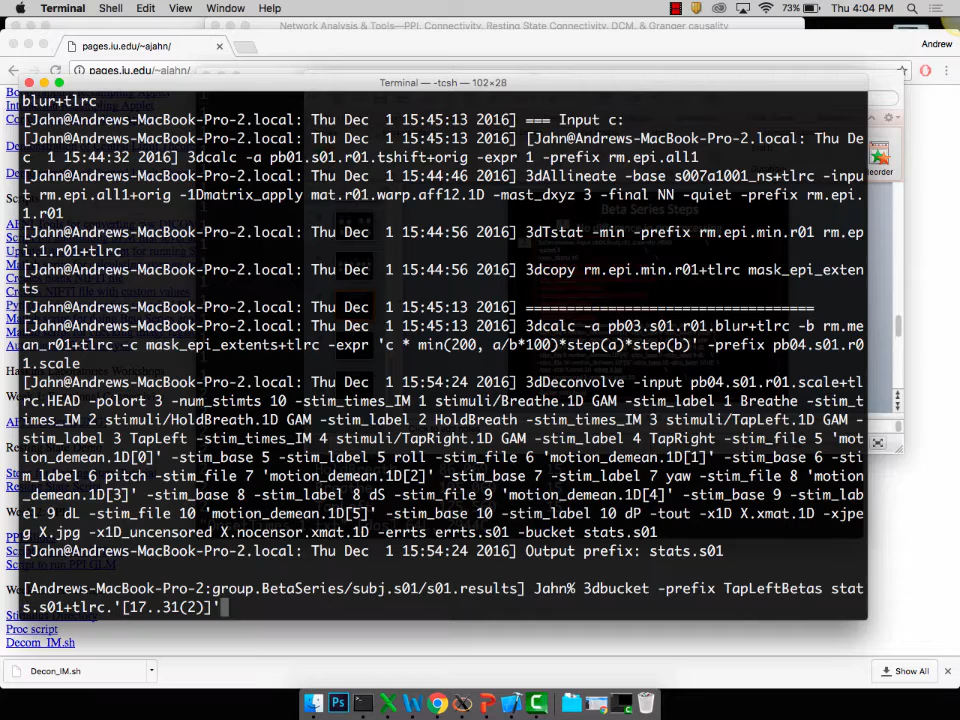 Terminal Shell Edit View Window Help 73% Thu 4:04 PM
Network Analysis & Tools—PPI, Connectivity, Resting State Connectivity, DCM, & Granger causality
pages.iu.edu/~ajahn/ × Andrew
pages.iu.edu/~ajahn/
Terminal — -tcsh — 102×28
blur+tlrc
[Jahn@Andrews-MacBook-Pro-2.local: Thu Dec  1 15:45:13 2016] === Input c:
[Jahn@Andrews-MacBook-Pro-2.local: Thu Dec  1 15:45:13 2016] [Jahn@Andrews-MacBook-Pro-2.local: Thu De
c  1 15:44:32 2016] 3dcalc -a pb01.s01.r01.tshift+orig -expr 1 -prefix rm.epi.all1
[Jahn@Andrews-MacBook-Pro-2.local: Thu Dec  1 15:44:46 2016] 3dAllineate -base s007a1001_ns+tlrc -inpu
t rm.epi.all1+orig -1Dmatrix_apply mat.r01.warp.aff12.1D -mast_dxyz 3 -final NN -quiet -prefix rm.epi.
1.r01
[Jahn@Andrews-MacBook-Pro-2.local: Thu Dec  1 15:44:56 2016] 3dTstat -min -prefix rm.epi.min.r01 rm.ep
i.1.r01+tlrc
[Jahn@Andrews-MacBook-Pro-2.local: Thu Dec  1 15:44:56 2016] 3dcopy rm.epi.min.r01+tlrc mask_epi_exten
ts
[Jahn@Andrews-MacBook-Pro-2.local: Thu Dec  1 15:45:13 2016] ================================
[Jahn@Andrews-MacBook-Pro-2.local: Thu Dec  1 15:45:13 2016] 3dcalc -a pb03.s01.r01.blur+tlrc -b rm.me
an_r01+tlrc -c mask_epi_extents+tlrc -expr 'c * min(200, a/b*100)*step(a)*step(b)' -prefix pb04.s01.r0
1.scale
[Jahn@Andrews-MacBook-Pro-2.local: Thu Dec  1 15:54:24 2016] 3dDeconvolve -input pb04.s01.r01.scale+tl
rc.HEAD -polort 3 -num_stimts 10 -stim_times_IM 1 stimuli/Breathe.1D GAM -stim_label 1 Breathe -stim_t
imes_IM 2 stimuli/HoldBreath.1D GAM -stim_label 2 HoldBreath -stim_times_IM 3 stimuli/TapLeft.1D GAM -
stim_label 3 TapLeft -stim_times_IM 4 stimuli/TapRight.1D GAM -stim_label 4 TapRight -stim_file 5 'mot
ion_demean.1D[0]' -stim_base 5 -stim_label 5 roll -stim_file 6 'motion_demean.1D[1]' -stim_base 6 -sti
m_label 6 pitch -stim_file 7 'motion_demean.1D[2]' -stim_base 7 -stim_label 7 yaw -stim_file 8 'motion
_demean.1D[3]' -stim_base 8 -stim_label 8 dS -stim_file 9 'motion_demean.1D[4]' -stim_base 9 -stim_lab
el 9 dL -stim_file 10 'motion_demean.1D[5]' -stim_base 10 -stim_label 10 dP -tout -x1D X.xmat.1D -xjpe
g X.jpg -x1D_uncensored X.nocensor.xmat.1D -errts errts.s01 -bucket stats.s01
[Jahn@Andrews-MacBook-Pro-2.local: Thu Dec  1 15:54:24 2016] Output prefix: stats.s01
[Andrews-MacBook-Pro-2:group.BetaSeries/subj.s01/s01.results] Jahn% 3dbucket -prefix TapLeftBetas stat
s.s01+tlrc.'[17..31(2)]'
Beta Series Steps
Script to run PPI GLM
Proc script
Decom_IM.sh
Decon_IM.sh Show All ×